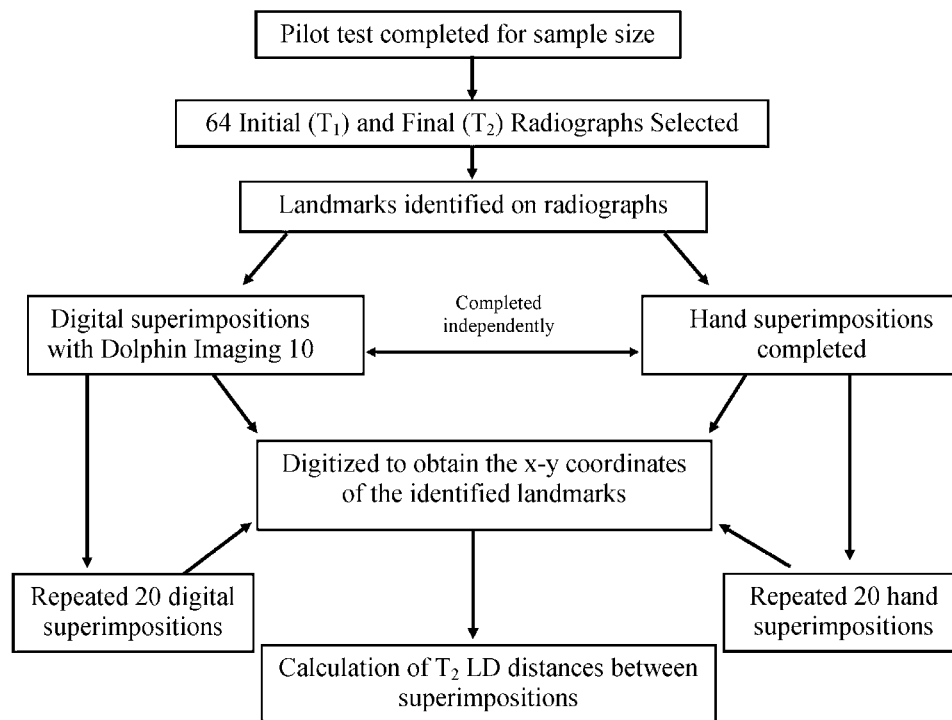 Pilot test completed for sample size
64 Initial (T₁) and Final (T₂) Radiographs Selected
Landmarks identified on radiographs
Digital superimpositions
with Dolphin Imaging 10
Completed
independently
Hand superimpositions
completed
Digitized to obtain the x-y coordinates
of the identified landmarks
Repeated 20 digital
superimpositions
Repeated 20 hand
superimpositions
Calculation of T₂ LD distances between
superimpositions